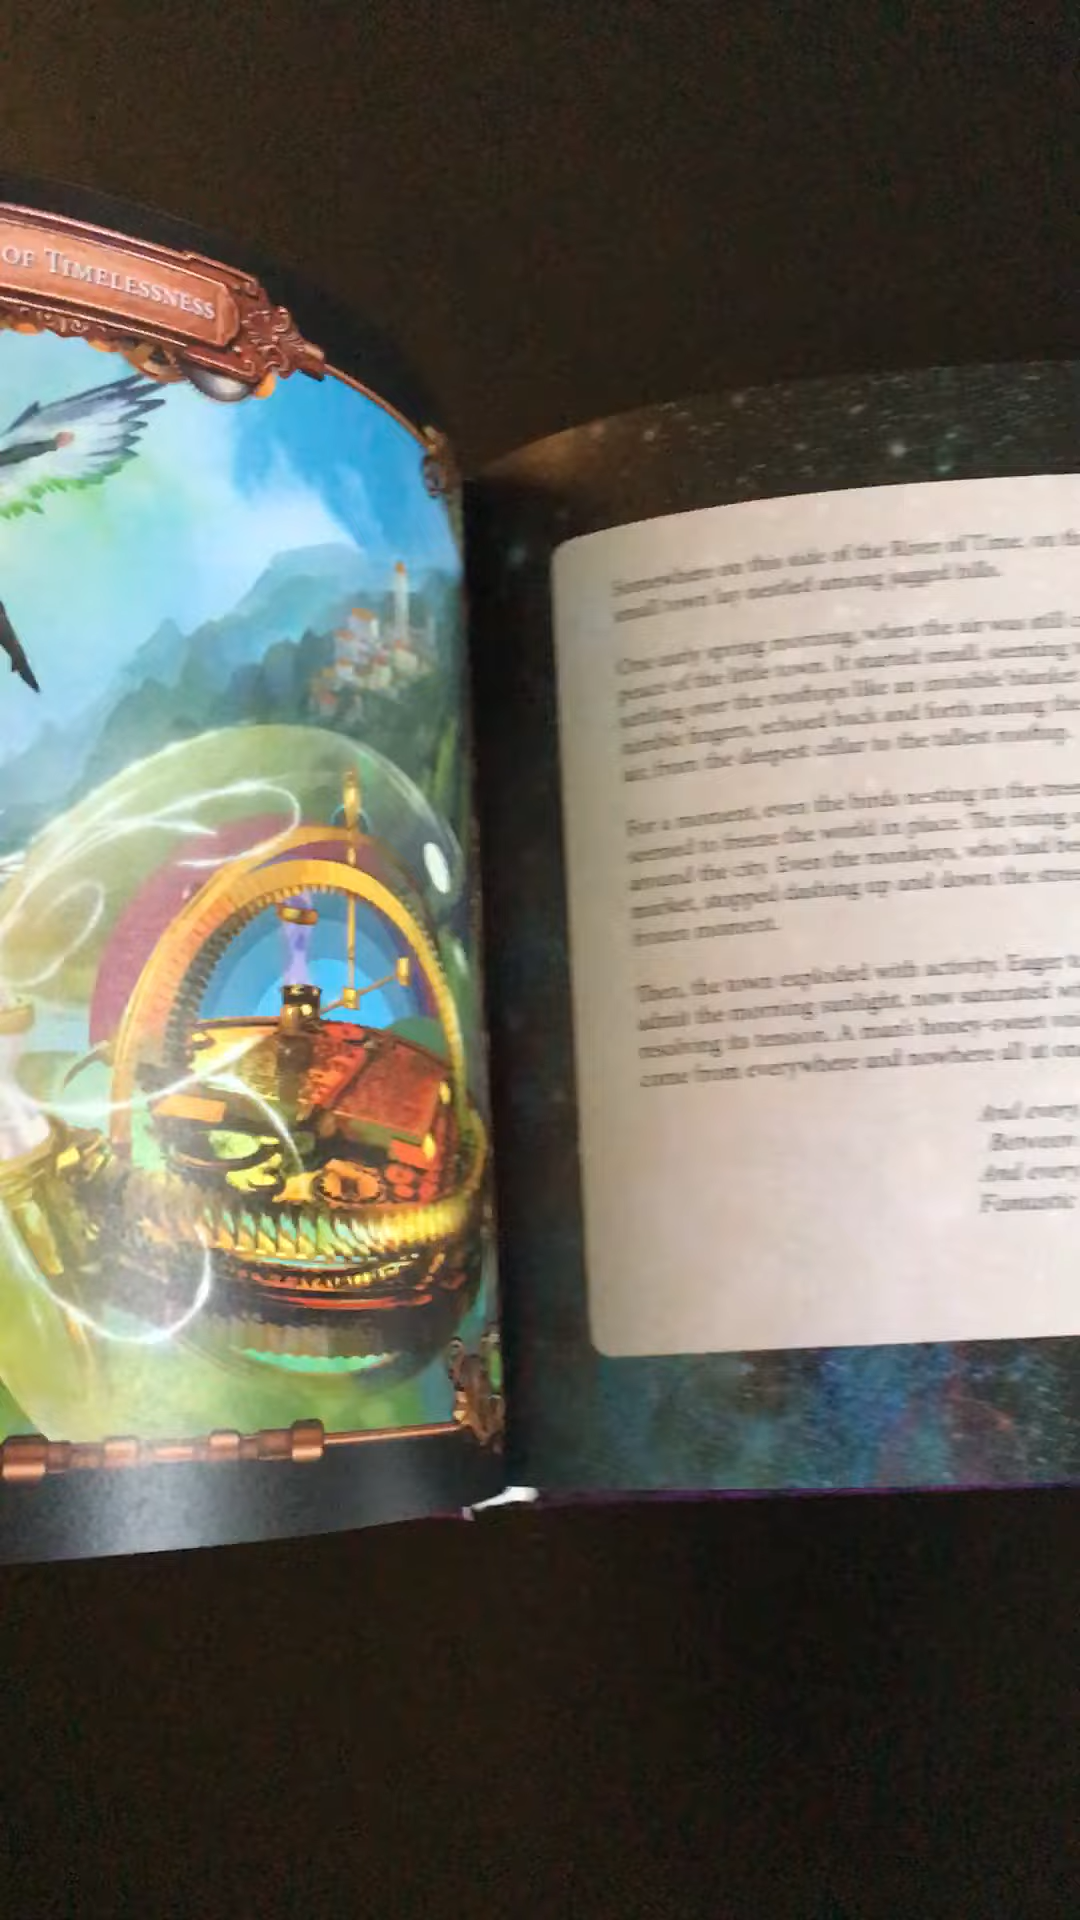 OF TIMELESSNESS
Somewhere on this side of the River of Time, on
small town lay nestled among jagged hills.
One early spring morning, when the air was still
peace of the little town. It started small, seeming
settling over the rooftops like an invisible blanket
nimble fingers, echoed back and forth among the
air, from the deepest cellar to the tallest rooftop.
For a moment, even the birds nesting in the
seemed to freeze the world in place. The rising
around the city. Even the monkeys, who had
market, stopped dashing up and down the
frozen moment.
Then, the town exploded with activity. Eager
admit the morning sunlight, now saturated
resolving its tension. A man's honey-sweet
come from everywhere and nowhere all at
And every
Between
And every
Fantastic